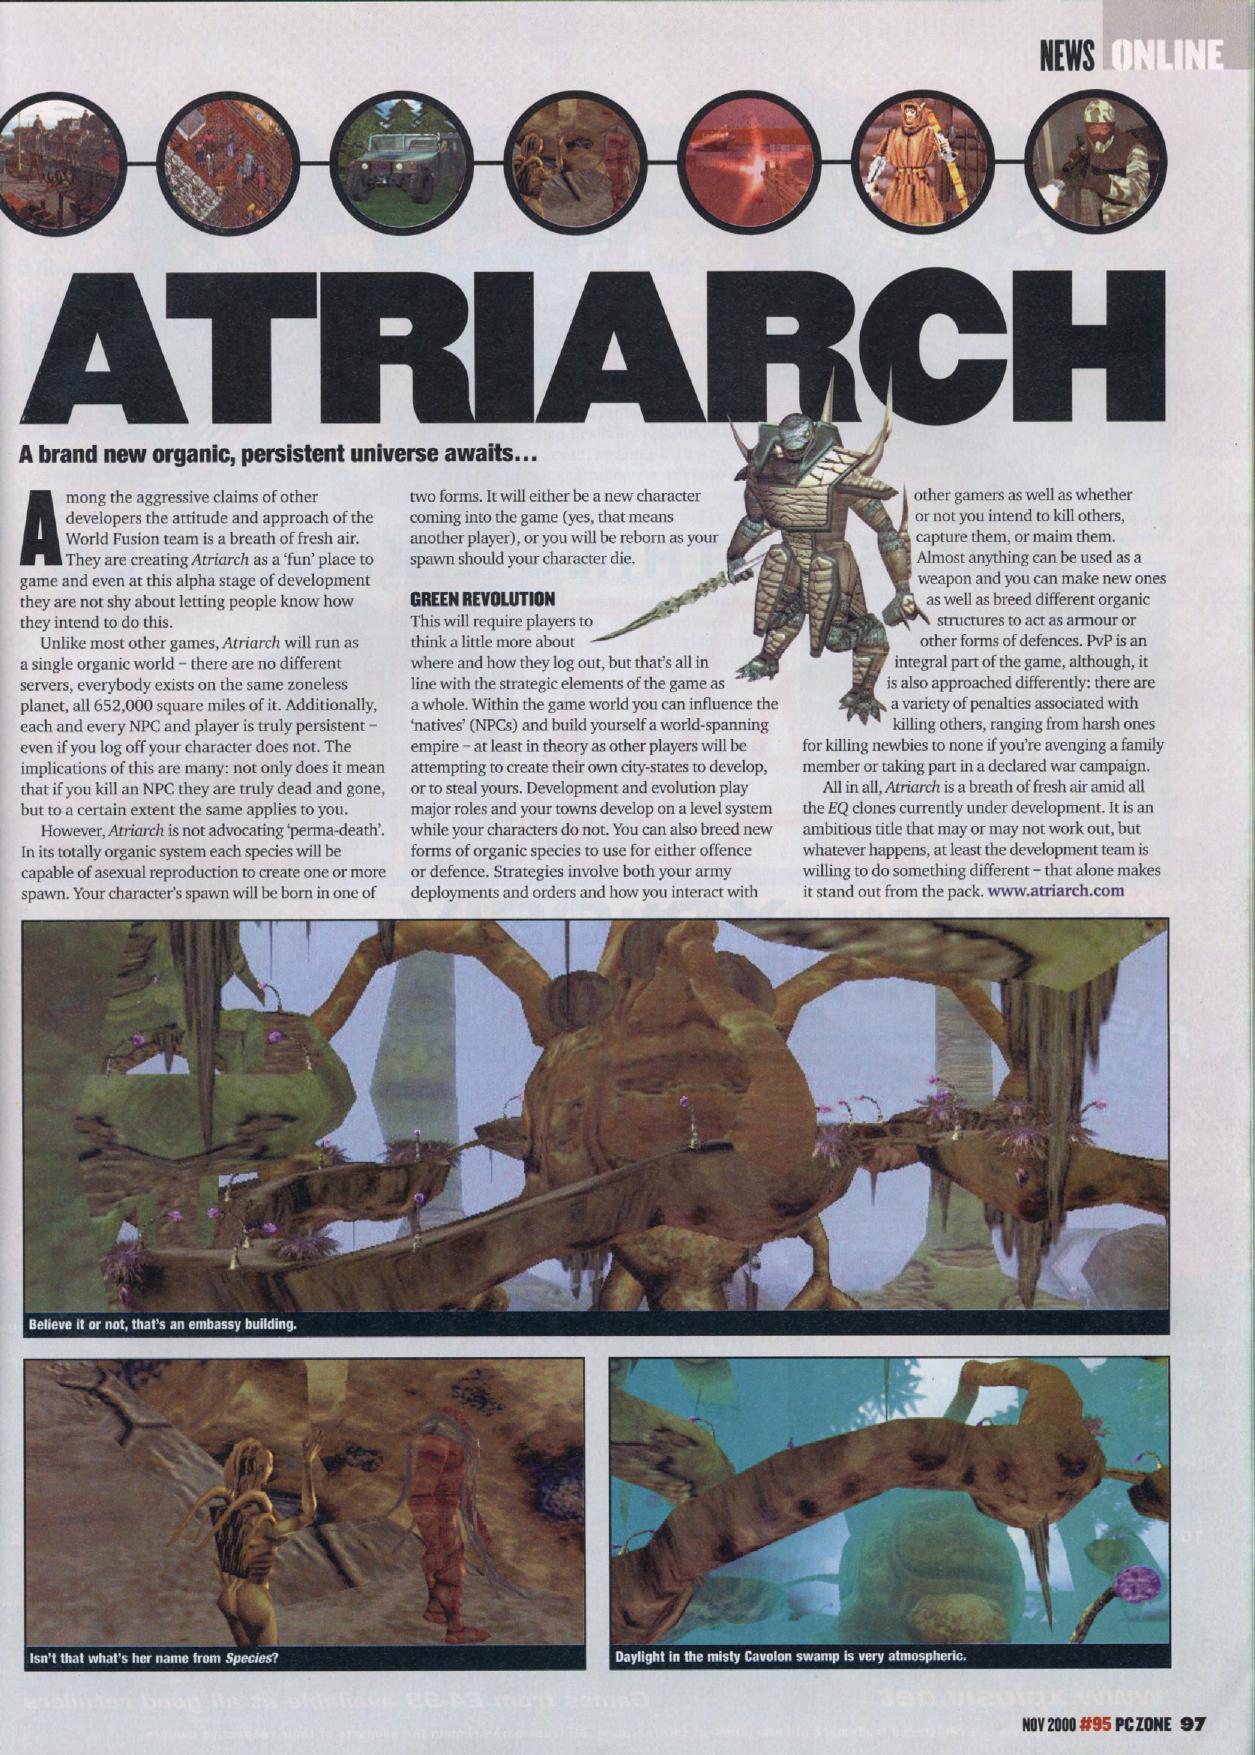 NEWS ONLINE
ATRIARCH
A brand new organic, persistent universe awaits...
Among the aggressive claims of other
developers the attitude and approach of the
World Fusion team is a breath of fresh air.
They are creating Atriarch as a ‘fun’ place to
game and even at this alpha stage of development
they are not shy about letting people know how
they intend to do this.
Unlike most other games, Atriarch will run as
a single organic world – there are no different
servers, everybody exists on the same zoneless
planet, all 652,000 square miles of it. Additionally,
each and every NPC and player is truly persistent –
even if you log off your character does not. The
implications of this are many: not only does it mean
that if you kill an NPC they are truly dead and gone,
but to a certain extent the same applies to you.
However, Atriarch is not advocating ‘perma-death’.
In its totally organic system each species will be
capable of asexual reproduction to create one or more
spawn. Your character’s spawn will be born in one of
two forms. It will either be a new character
coming into the game (yes, that means
another player), or you will be reborn as your
spawn should your character die.
GREEN REVOLUTION
This will require players to
think a little more about
where and how they log out, but that’s all in
line with the strategic elements of the game as
a whole. Within the game world you can influence the
‘natives’ (NPCs) and build yourself a world-spanning
empire – at least in theory as other players will be
attempting to create their own city-states to develop,
or to steal yours. Development and evolution play
major roles and your towns develop on a level system
while your characters do not. You can also breed new
forms of organic species to use for either offence
or defence. Strategies involve both your army
deployments and orders and how you interact with
other gamers as well as whether
or not you intend to kill others,
capture them, or maim them.
Almost anything can be used as a
weapon and you can make new ones
as well as breed different organic
structures to act as armour or
other forms of defences. PvP is an
integral part of the game, although, it
is also approached differently: there are
a variety of penalties associated with
killing others, ranging from harsh ones
for killing newbies to none if you’re avenging a family
member or taking part in a declared war campaign.
All in all, Atriarch is a breath of fresh air amid all
the EQ clones currently under development. It is an
ambitious title that may or may not work out, but
whatever happens, at least the development team is
willing to do something different – that alone makes
it stand out from the pack. www.atriarch.com
Believe it or not, that’s an embassy building.
Isn’t that what’s her name from Species?
Daylight in the misty Cavolon swamp is very atmospheric.
NOV 2000 #95 PC ZONE 97